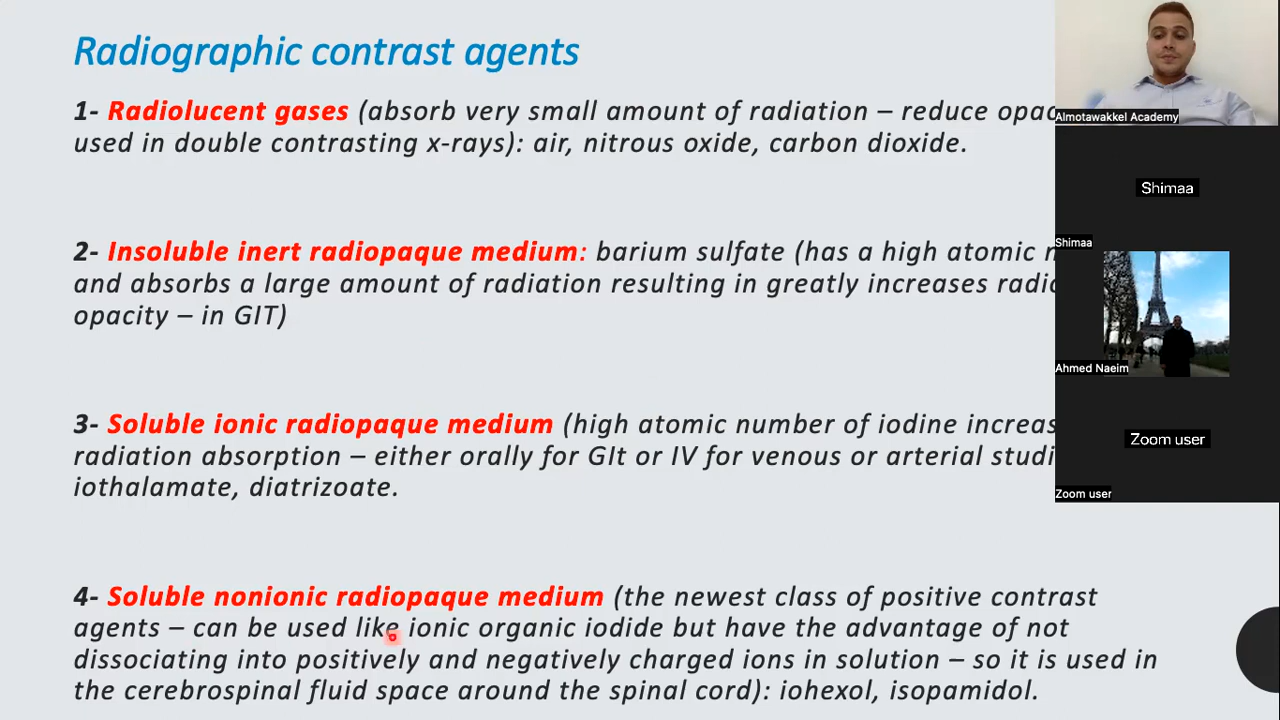 Radiographic contrast agents
1- Radiolucent gases (absorb very small amount of radiation – reduce
used in double contrasting x-rays): air, nitrous oxide, carbon dioxide.
2- Insoluble inert radiopaque medium: barium sulfate (has a high atomic
and absorbs a large amount of radiation resulting in greatly increases
opacity – in GIT)
3- Soluble ionic radiopaque medium (high atomic number of iodine
radiation absorption – either orally for GIt or IV for venous or arterial
iothalamate, diatrizoate.
4- Soluble nonionic radiopaque medium (the newest class of positive contrast
agents – can be used like ionic organic iodide but have the advantage of not
dissociating into positively and negatively charged ions in solution – so it is used in
the cerebrospinal fluid space around the spinal cord): iohexol, isopamidol.
Almotawakkel Academy
Shimaa
Shimaa
Ahmed Naeim
Zoom user
Zoom user